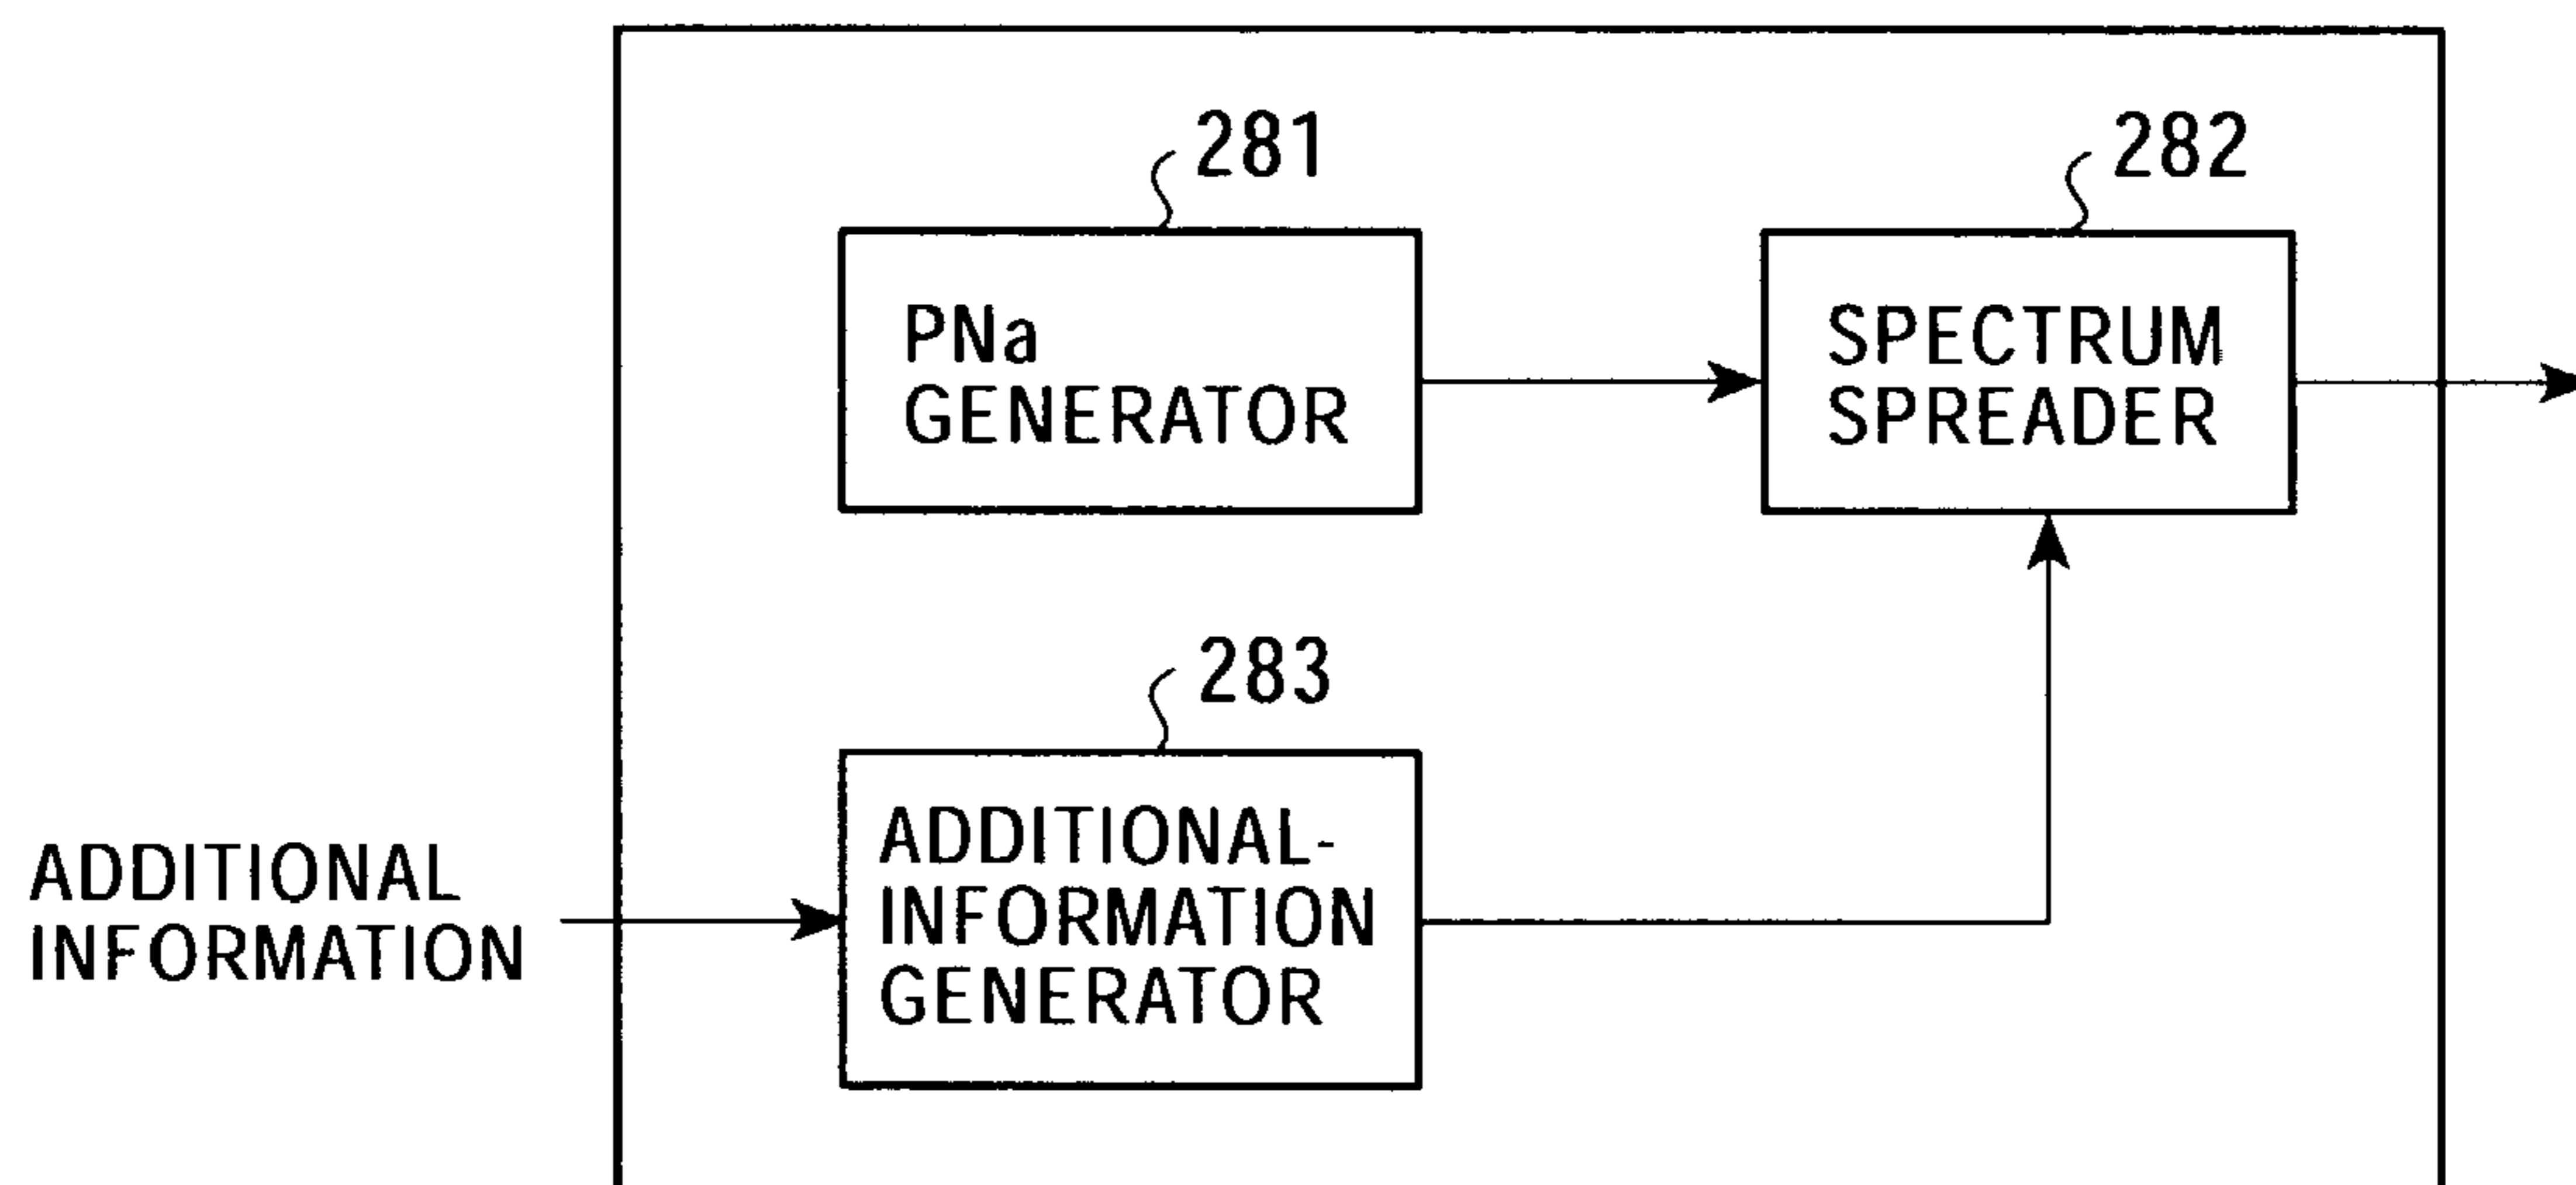 281
282
PNa
GENERATOR
SPECTRUM
SPREADER
283
ADDITIONAL
INFORMATION
ADDITIONAL-
INFORMATION
GENERATOR